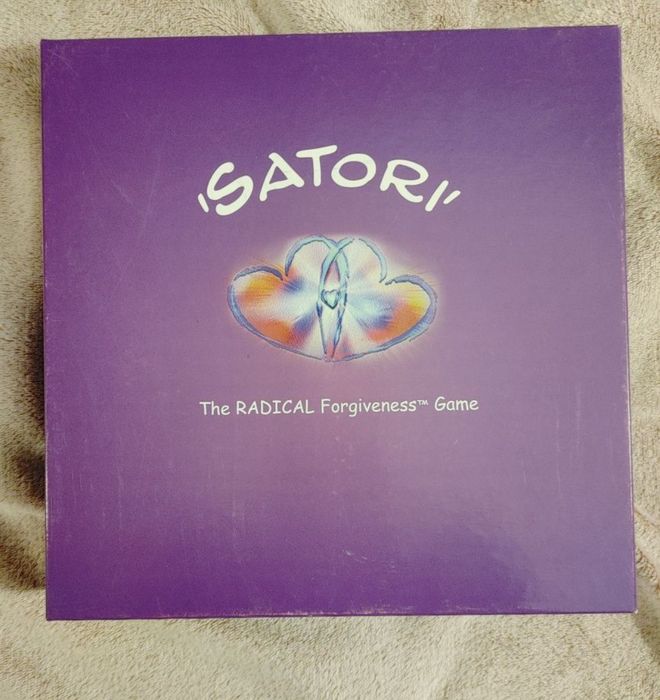 'SATORI'
The RADICAL Forgiveness™ Game